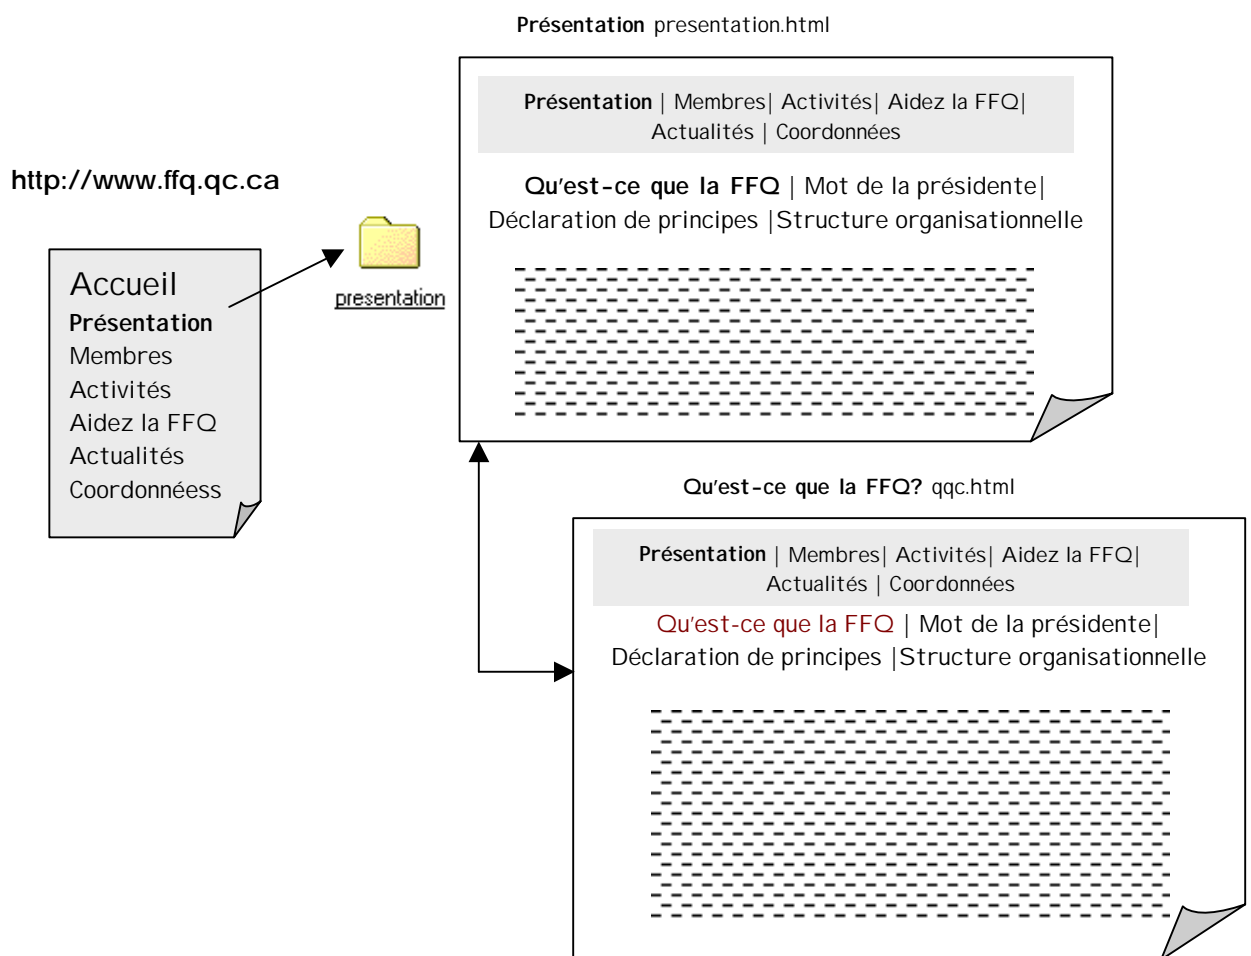 Présentation presentation.html
Présentation | Membres| Activités| Aidez la FFQ|
Actualités | Coordonnées
Qu'est-ce que la FFQ | Mot de la présidente|
Déclaration de principes |Structure organisationnelle
http://www.ffq.qc.ca
presentation
Accueil
Présentation
Membres
Activités
Aidez la FFQ
Actualités
Coordonnéess
Qu'est-ce que la FFQ? qqc.html
Présentation | Membres| Activités| Aidez la FFQ|
Actualités | Coordonnées
Qu'est-ce que la FFQ | Mot de la présidente|
Déclaration de principes |Structure organisationnelle